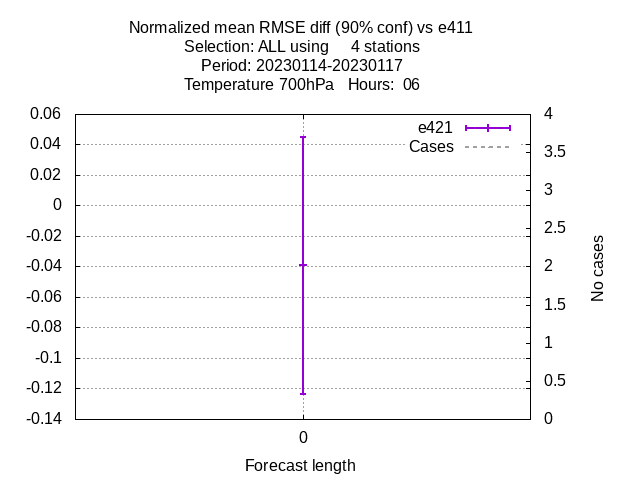 Normalized mean RMSE diff (90% conf) vs e411
Selection: ALL using     4 stations
Period: 20230114-20230117
Temperature 700hPa   Hours:  06
0.06
0.04
0.02
0
-0.02
-0.04
-0.06
-0.08
-0.1
-0.12
-0.14
e421
Cases
4
3.5
3
2.5
2
1.5
1
0.5
0
No cases
0
Forecast length